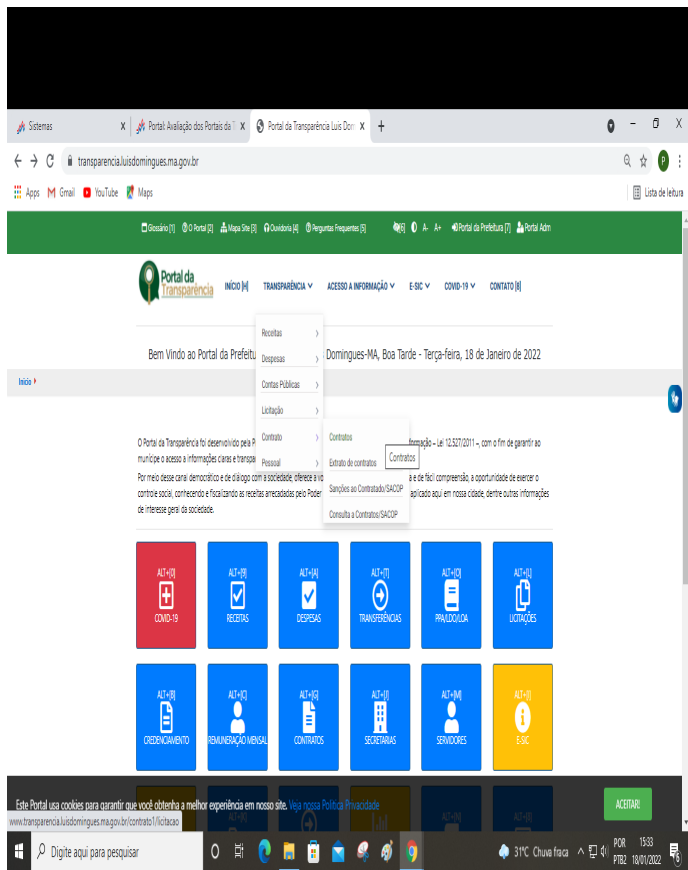 Sistemas
Portal: Avaliação dos Portais da T
Portal da Transparência Luis Dom
transparencia.luisdomingues.ma.gov.br
Apps Gmail YouTube Maps Lista de leitura
Glossário [1] O Portal [2] Mapa Site [3] Ouvidoria [4] Perguntas Frequentes [5] [6] A- A+ Portal da Prefeitura [7] Portal Adm
Portal da
Transparência
INÍCIO [H] TRANSPARÊNCIA ACESSO A INFORMAÇÃO E-SIC COVID-19 CONTATO [8]
Receitas
Bem Vindo ao Portal da Prefeitu Domingues-MA, Boa Tarde - Terça-feira, 18 de Janeiro de 2022
Despesas
Início
Contas Públicas
Licitação
Contrato
Pessoal
Contratos
Extrato de contratos
Sanções ao Contratado/SACOP
Consulta a Contratos/SACOP
Contratos
O Portal da Transparência foi desenvolvido pela P formação – Lei 12.527/2011 –, com o fim de garantir ao
munícipe o acesso a informações claras e transpa
Por meio desse canal democrático e de diálogo com a sociedade, oferece a vo a e de fácil compreensão, a oportunidade de exercer o
controle social, conhecendo e fiscalizando as receitas arrecadadas pelo Poder aplicado aqui em nossa cidade, dentre outras informações
de interesse geral da sociedade.
ALT+[0] ALT+[9] ALT+[A] ALT+[T] ALT+[O] ALT+[L]
COVID-19 RECEITAS DESPESAS TRANSFERÊNCIAS PPA/LDO/LOA LICITAÇÕES
ALT+[B] ALT+[C] ALT+[G] ALT+[J] ALT+[M] ALT+[I]
CREDENCIAMENTO REMUNERAÇÃO MENSAL CONTRATOS SECRETARIAS SERVIDORES E-SIC
Este Portal usa cookies para garantir que você obtenha a melhor experiência em nosso site. Veja nossa Política Privacidade
ACEITAR!
www.transparencia.luisdomingues.ma.gov.br/contrato1/licitacao
Digite aqui para pesquisar
31°C Chuva fraca
POR 15:33
PTB2 18/01/2022